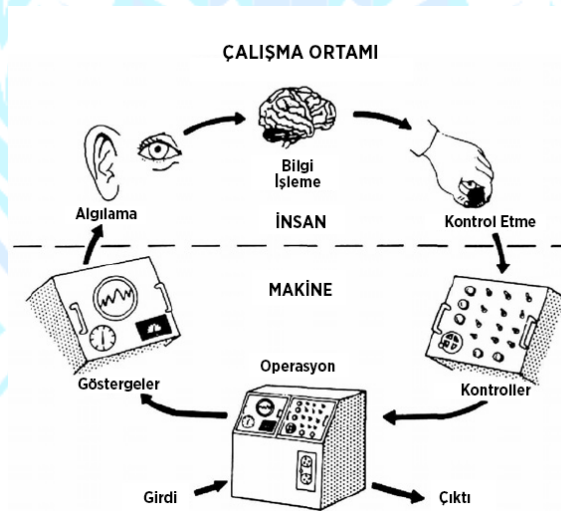 ÇALIŞMA ORTAMI
Bilgi
İşleme
Algılama
İNSAN
Kontrol Etme
MAKİNE
Göstergeler
Operasyon
Kontroller
Girdi
Çıktı